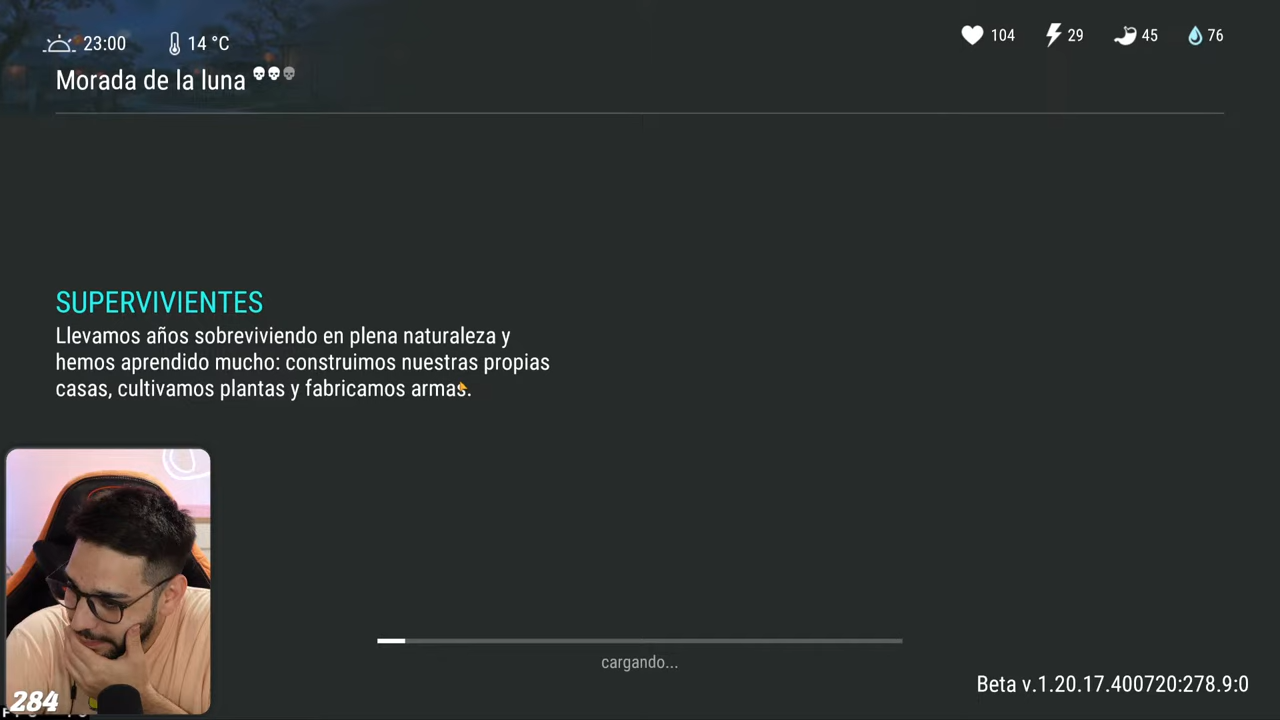 23:00 14 °C 104 29 45 76
Morada de la luna
SUPERVIVIENTES
Llevamos años sobreviviendo en plena naturaleza y
hemos aprendido mucho: construimos nuestras propias
casas, cultivamos plantas y fabricamos armas.
cargando...
Beta v.1.20.17.400720:278.9:0
284